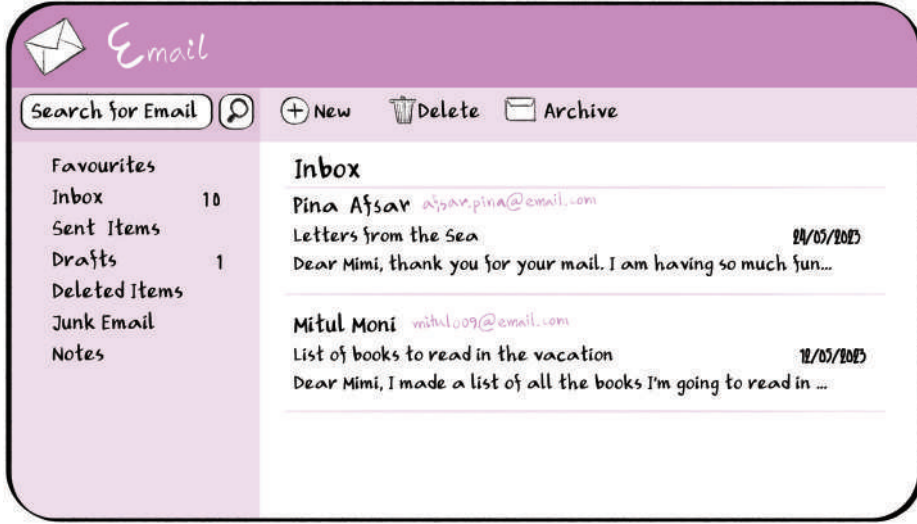 Email
Search for Email
New Delete Archive
Favourites
Inbox 10
Sent Items
Drafts 1
Deleted Items
Junk Email
Notes
Inbox
Pina Afsar afsar.pina@email.com
Letters from the Sea 24/05/2023
Dear Mimi, thank you for your mail. I am having so much fun...
Mitul Moni mitul009@email.com
List of books to read in the vacation 12/05/2023
Dear Mimi, I made a list of all the books I'm going to read in ...